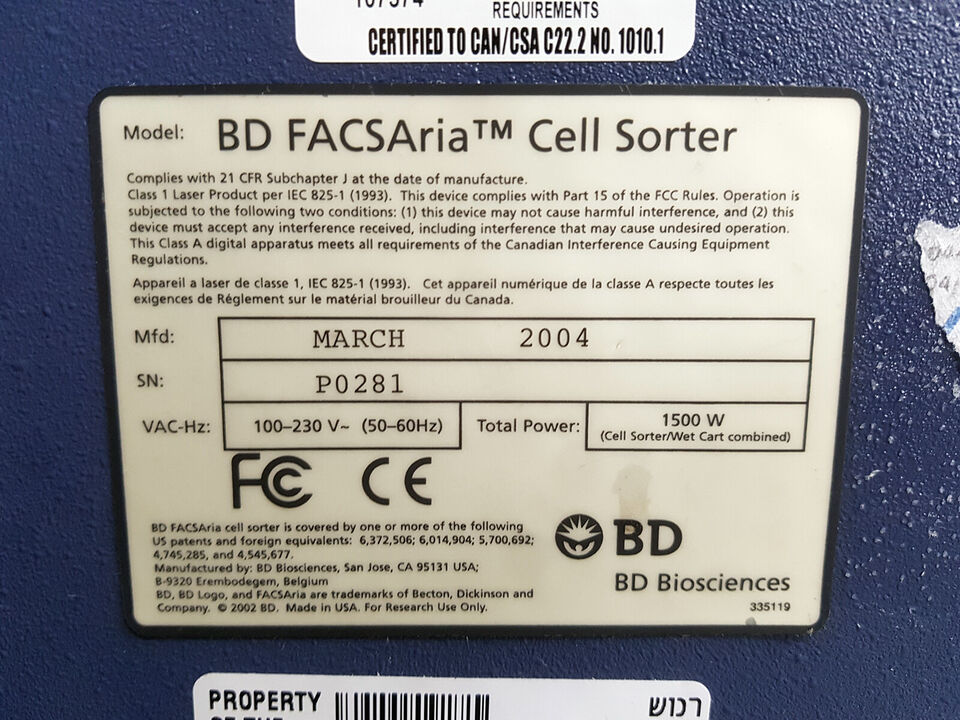 REQUIREMENTS
CERTIFIED TO CAN/CSA C22.2 NO. 1010.1
Model: BD FACSAria™ Cell Sorter
Complies with 21 CFR Subchapter J at the date of manufacture.
Class 1 Laser Product per IEC 825-1 (1993). This device complies with Part 15 of the FCC Rules. Operation is
subjected to the following two conditions: (1) this device may not cause harmful interference, and (2) this
device must accept any interference received, including interference that may cause undesired operation.
This Class A digital apparatus meets all requirements of the Canadian Interference Causing Equipment
Regulations.
Appareil a laser de classe 1, IEC 825-1 (1993). Cet appareil numérique de la classe A respecte toutes les
exigences de Réglement sur le matérial brouilleur du Canada.
Mfd: MARCH 2004
SN: P0281
VAC-Hz: 100–230 V~ (50–60Hz) Total Power: 1500 W
(Cell Sorter/Wet Cart combined)
FC CE
BD FACSAria cell sorter is covered by one or more of the following
US patents and foreign equivalents: 6,372,506; 6,014,904; 5,700,692;
4,745,285, and 4,545,677.
Manufactured by: BD Biosciences, San Jose, CA 95131 USA;
B-9320 Erembodegem, Belgium
BD, BD Logo, and FACSAria are trademarks of Becton, Dickinson and
Company. © 2002 BD. Made in USA. For Research Use Only.
BD
BD Biosciences
335119
PROPERTY רכוש
OF THE